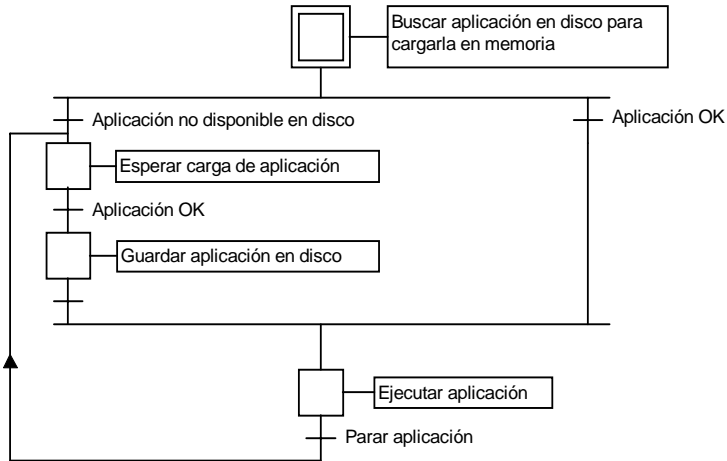 Buscar aplicación en disco para
cargarla en memoria
Aplicación no disponible en disco
Aplicación OK
Esperar carga de aplicación
Aplicación OK
Guardar aplicación en disco
Ejecutar aplicación
Parar aplicación